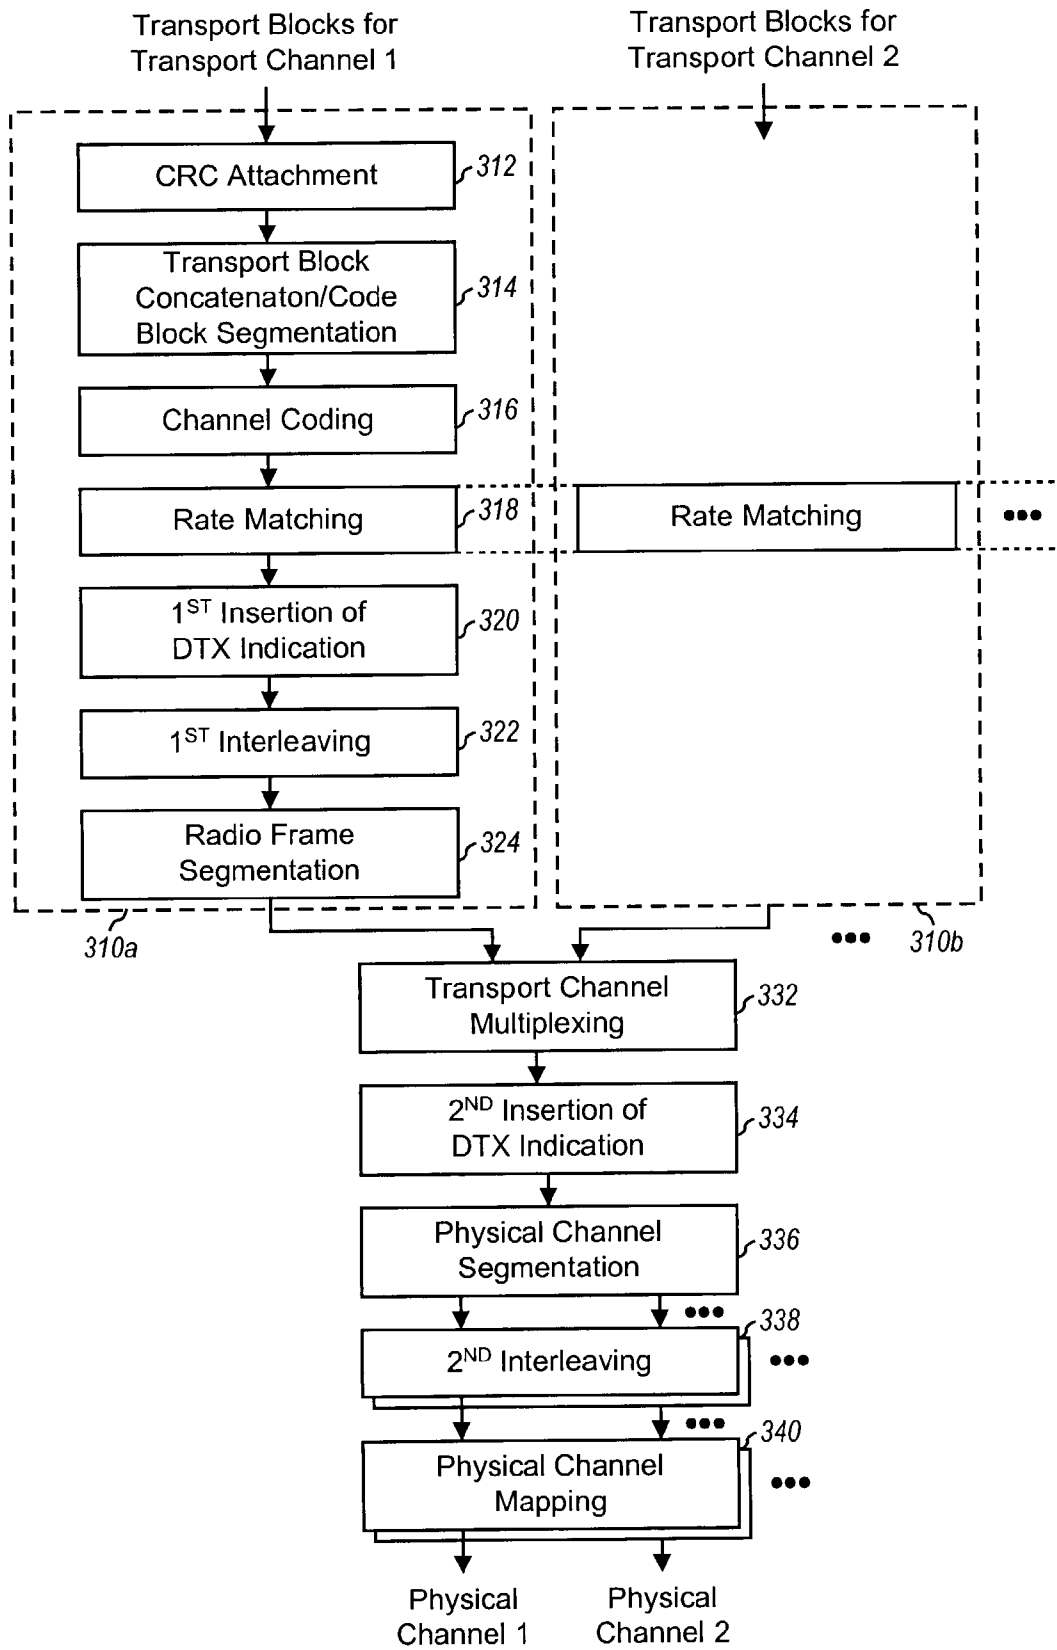 Transport Blocks for
Transport Channel 1
Transport Blocks for
Transport Channel 2
CRC Attachment
312
Transport Block
Concatenaton/Code
Block Segmentation
314
Channel Coding
316
Rate Matching
318
Rate Matching
1ST Insertion of
DTX Indication
320
1ST Interleaving
322
Radio Frame
Segmentation
324
310a
310b
Transport Channel
Multiplexing
332
2ND Insertion of
DTX Indication
334
Physical Channel
Segmentation
336
2ND Interleaving
338
Physical Channel
Mapping
340
Physical
Channel 1
Physical
Channel 2